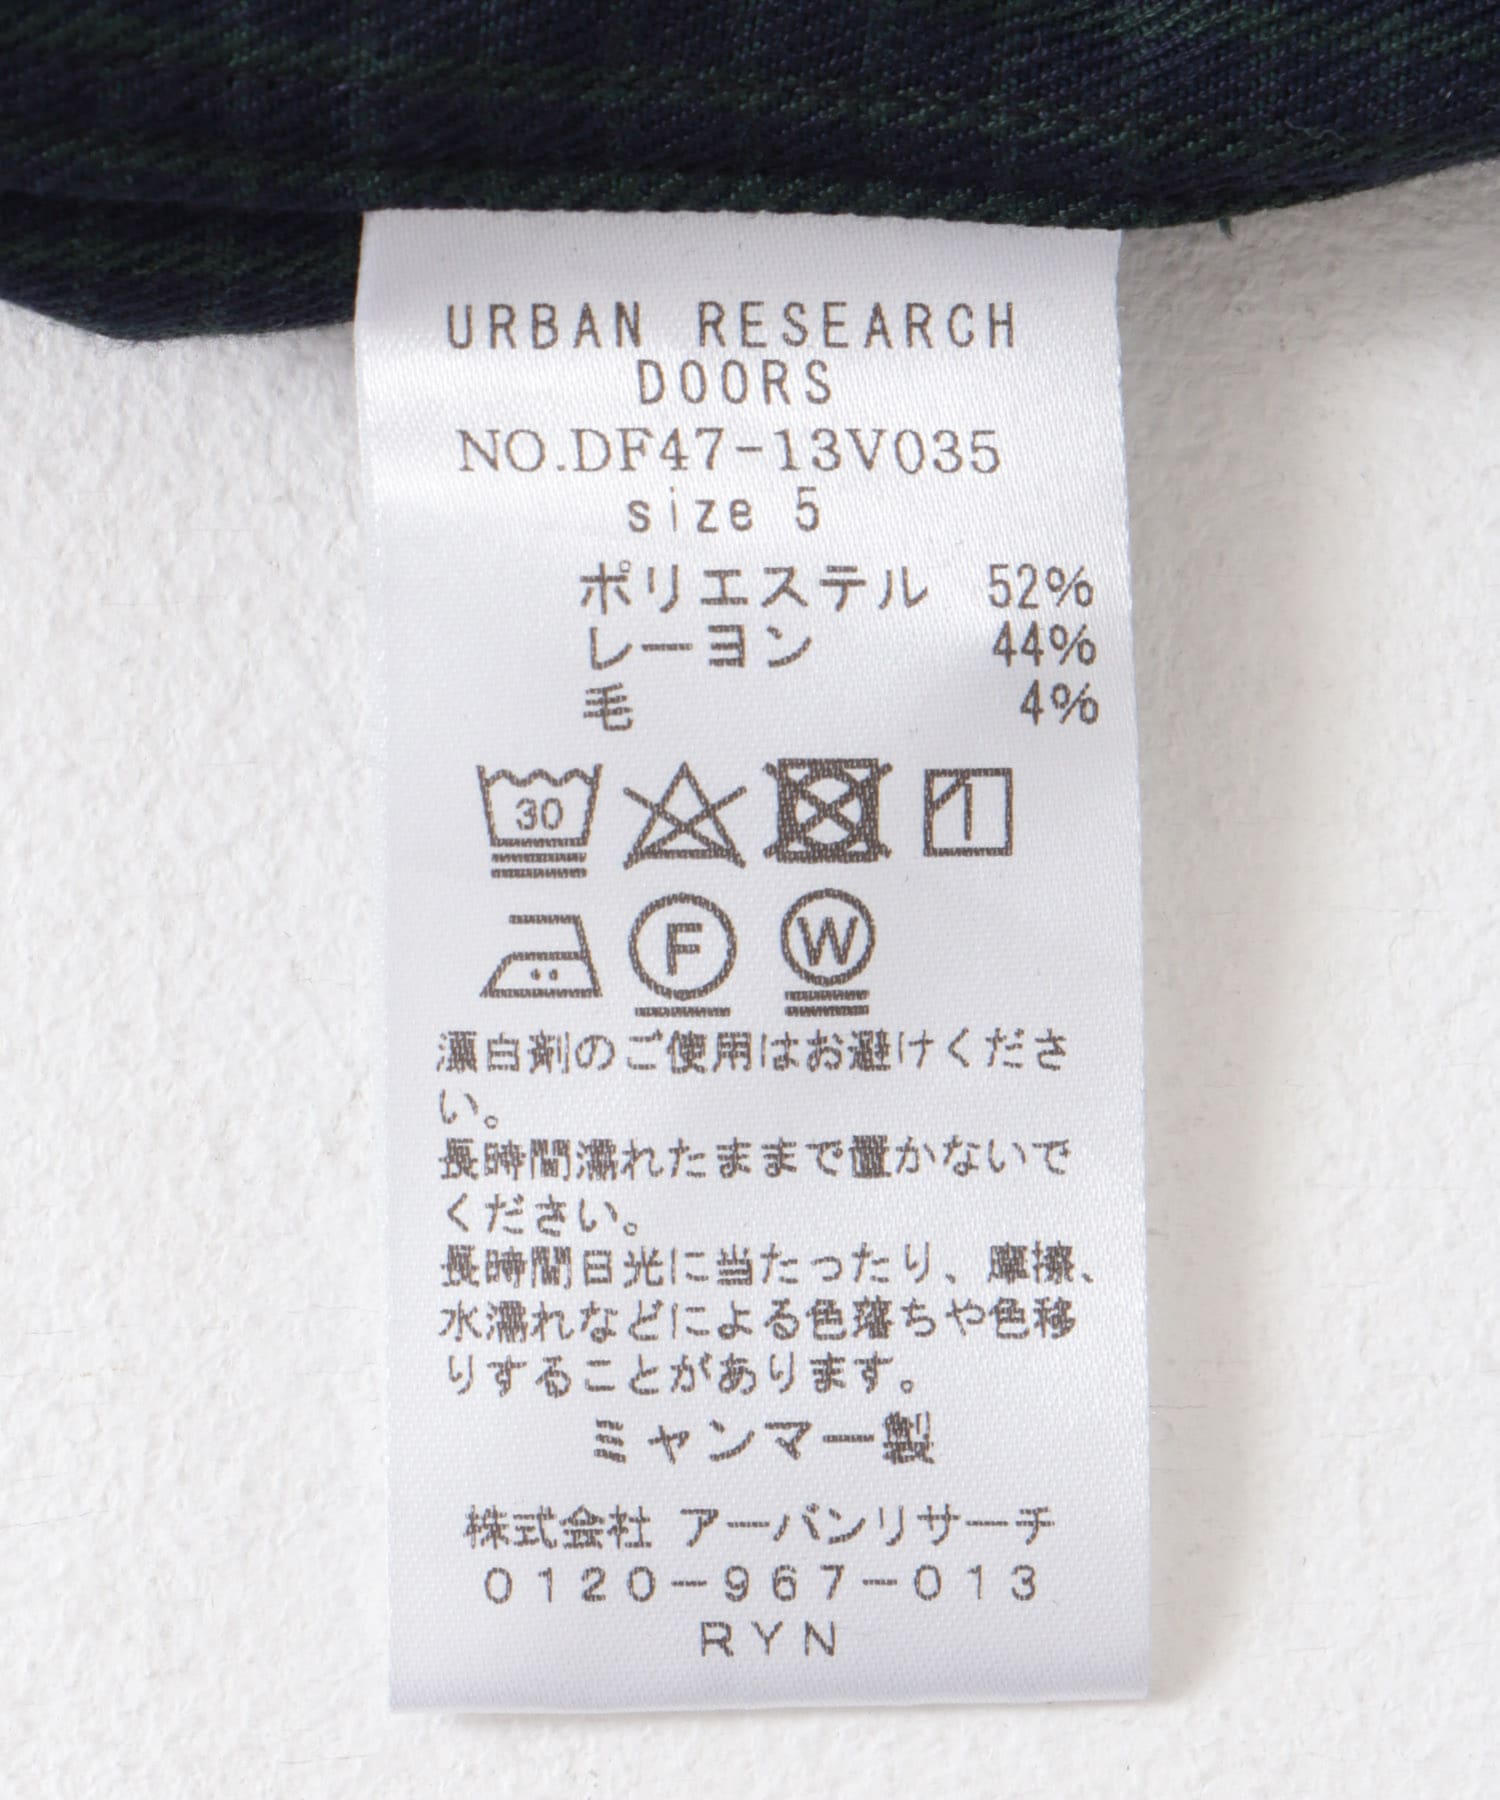 URBAN RESEARCH
DOORS
NO.DF47-13V035
size 5
ポリエステル 52%
レーヨン 44%
毛 4%
30
F
W
漂白剤のご使用はお避けくださ
い。
長時間濡れたままで置かないで
ください。
長時間日光に当たったり、摩擦、
水濡れなどによる色落ちや色移
りすることがあります。
ミャンマー製
株式会社 アーバンリサーチ
0120-967-013
RYN